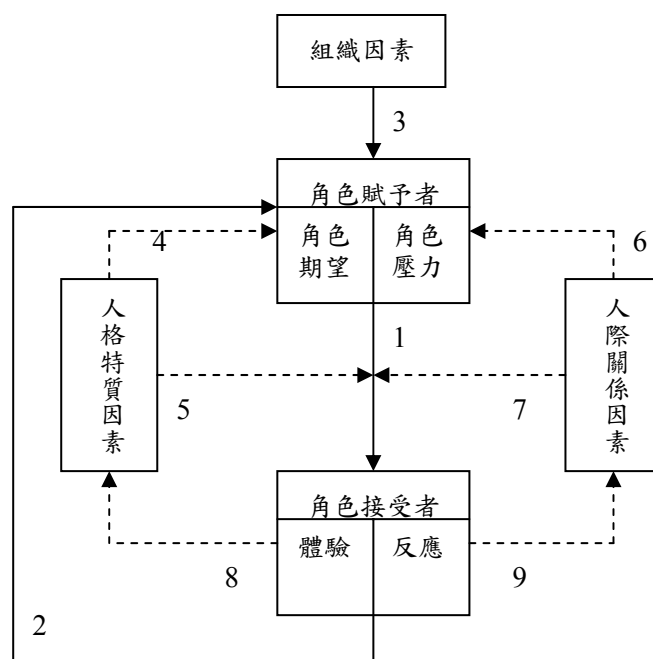 組織因素
3
角色賦予者
4
角色
期望
角色
壓力
6
人格特質因素
1
人際關係因素
5
7
角色接受者
體驗
反應
8
9
2